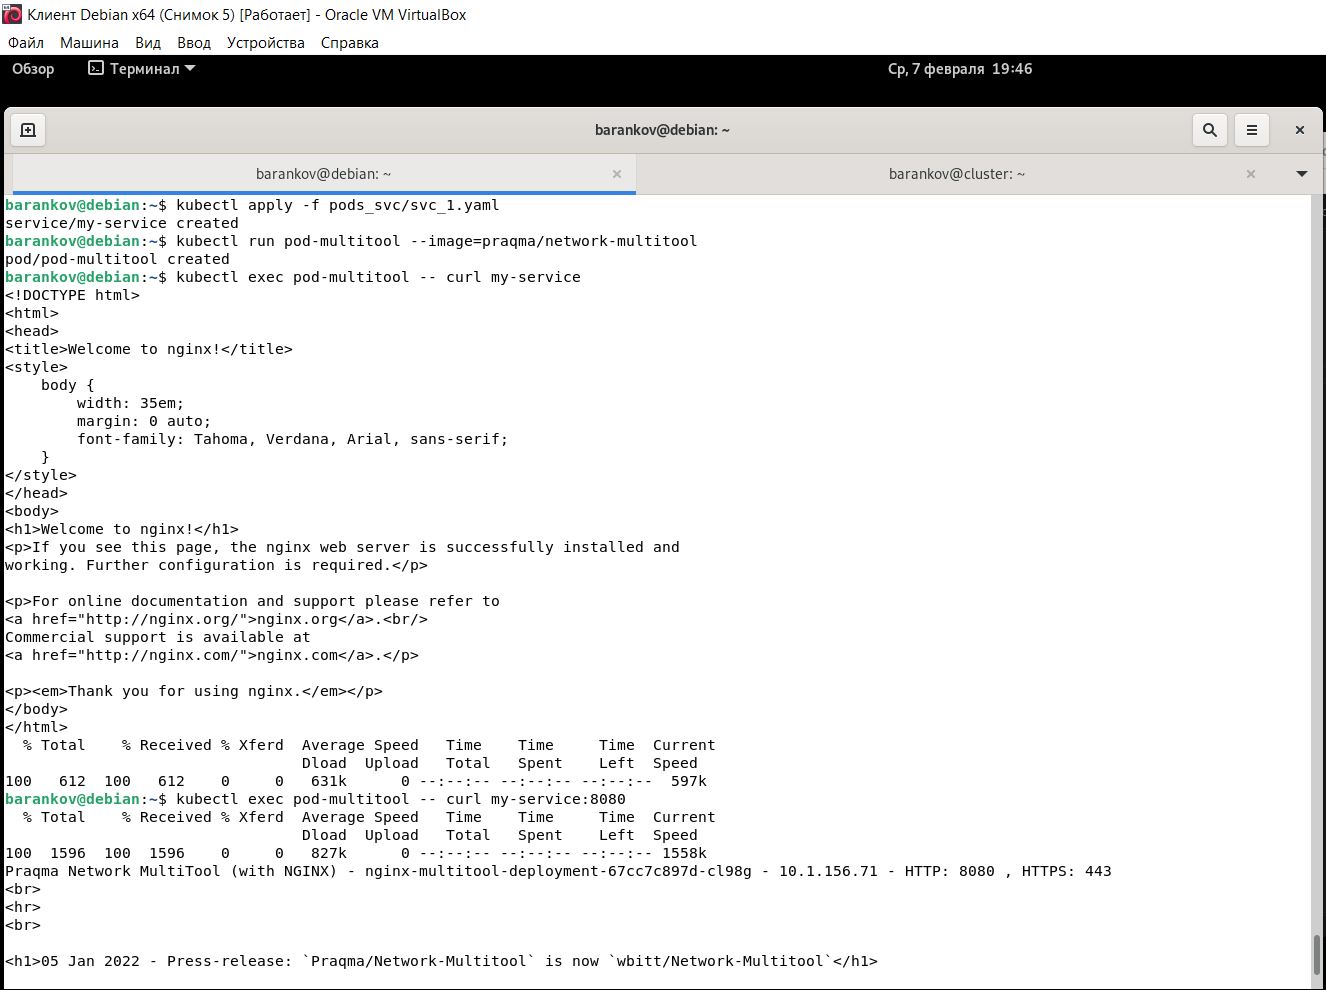 Клиент Debian x64 (Снимок 5) [Работает] - Oracle VM VirtualBox
Файл Машина Вид Ввод Устройства Справка
Обзор Терминал Ср, 7 февраля 19:46
barankov@debian: ~
barankov@debian: ~ barankov@cluster: ~
barankov@debian:~$ kubectl apply -f pods_svc/svc_1.yaml
service/my-service created
barankov@debian:~$ kubectl run pod-multitool --image=praqma/network-multitool
pod/pod-multitool created
barankov@debian:~$ kubectl exec pod-multitool -- curl my-service
<!DOCTYPE html>
<html>
<head>
<title>Welcome to nginx!</title>
<style>
    body {
        width: 35em;
        margin: 0 auto;
        font-family: Tahoma, Verdana, Arial, sans-serif;
    }
</style>
</head>
<body>
<h1>Welcome to nginx!</h1>
<p>If you see this page, the nginx web server is successfully installed and
working. Further configuration is required.</p>

<p>For online documentation and support please refer to
<a href="http://nginx.org/">nginx.org</a>.<br/>
Commercial support is available at
<a href="http://nginx.com/">nginx.com</a>.</p>

<p><em>Thank you for using nginx.</em></p>
</body>
</html>
  % Total    % Received % Xferd  Average Speed   Time    Time     Time  Current
                                 Dload  Upload   Total   Spent    Left  Speed
100   612  100   612    0     0   631k      0 --:--:-- --:--:-- --:--:--  597k
barankov@debian:~$ kubectl exec pod-multitool -- curl my-service:8080
  % Total    % Received % Xferd  Average Speed   Time    Time     Time  Current
                                 Dload  Upload   Total   Spent    Left  Speed
100  1596  100  1596    0     0   827k      0 --:--:-- --:--:-- --:--:-- 1558k
Praqma Network MultiTool (with NGINX) - nginx-multitool-deployment-67cc7c897d-cl98g - 10.1.156.71 - HTTP: 8080 , HTTPS: 443
<br>
<hr>
<br>

<h1>05 Jan 2022 - Press-release: `Praqma/Network-Multitool` is now `wbitt/Network-Multitool`</h1>